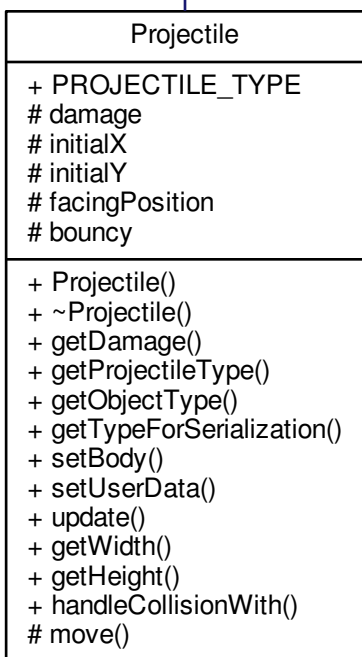 Projectile
+ PROJECTILE_TYPE
# damage
# initialX
# initialY
# facingPosition
# bouncy
+ Projectile()
+ ~Projectile()
+ getDamage()
+ getProjectileType()
+ getObjectType()
+ getTypeForSerialization()
+ setBody()
+ setUserData()
+ update()
+ getWidth()
+ getHeight()
+ handleCollisionWith()
# move()